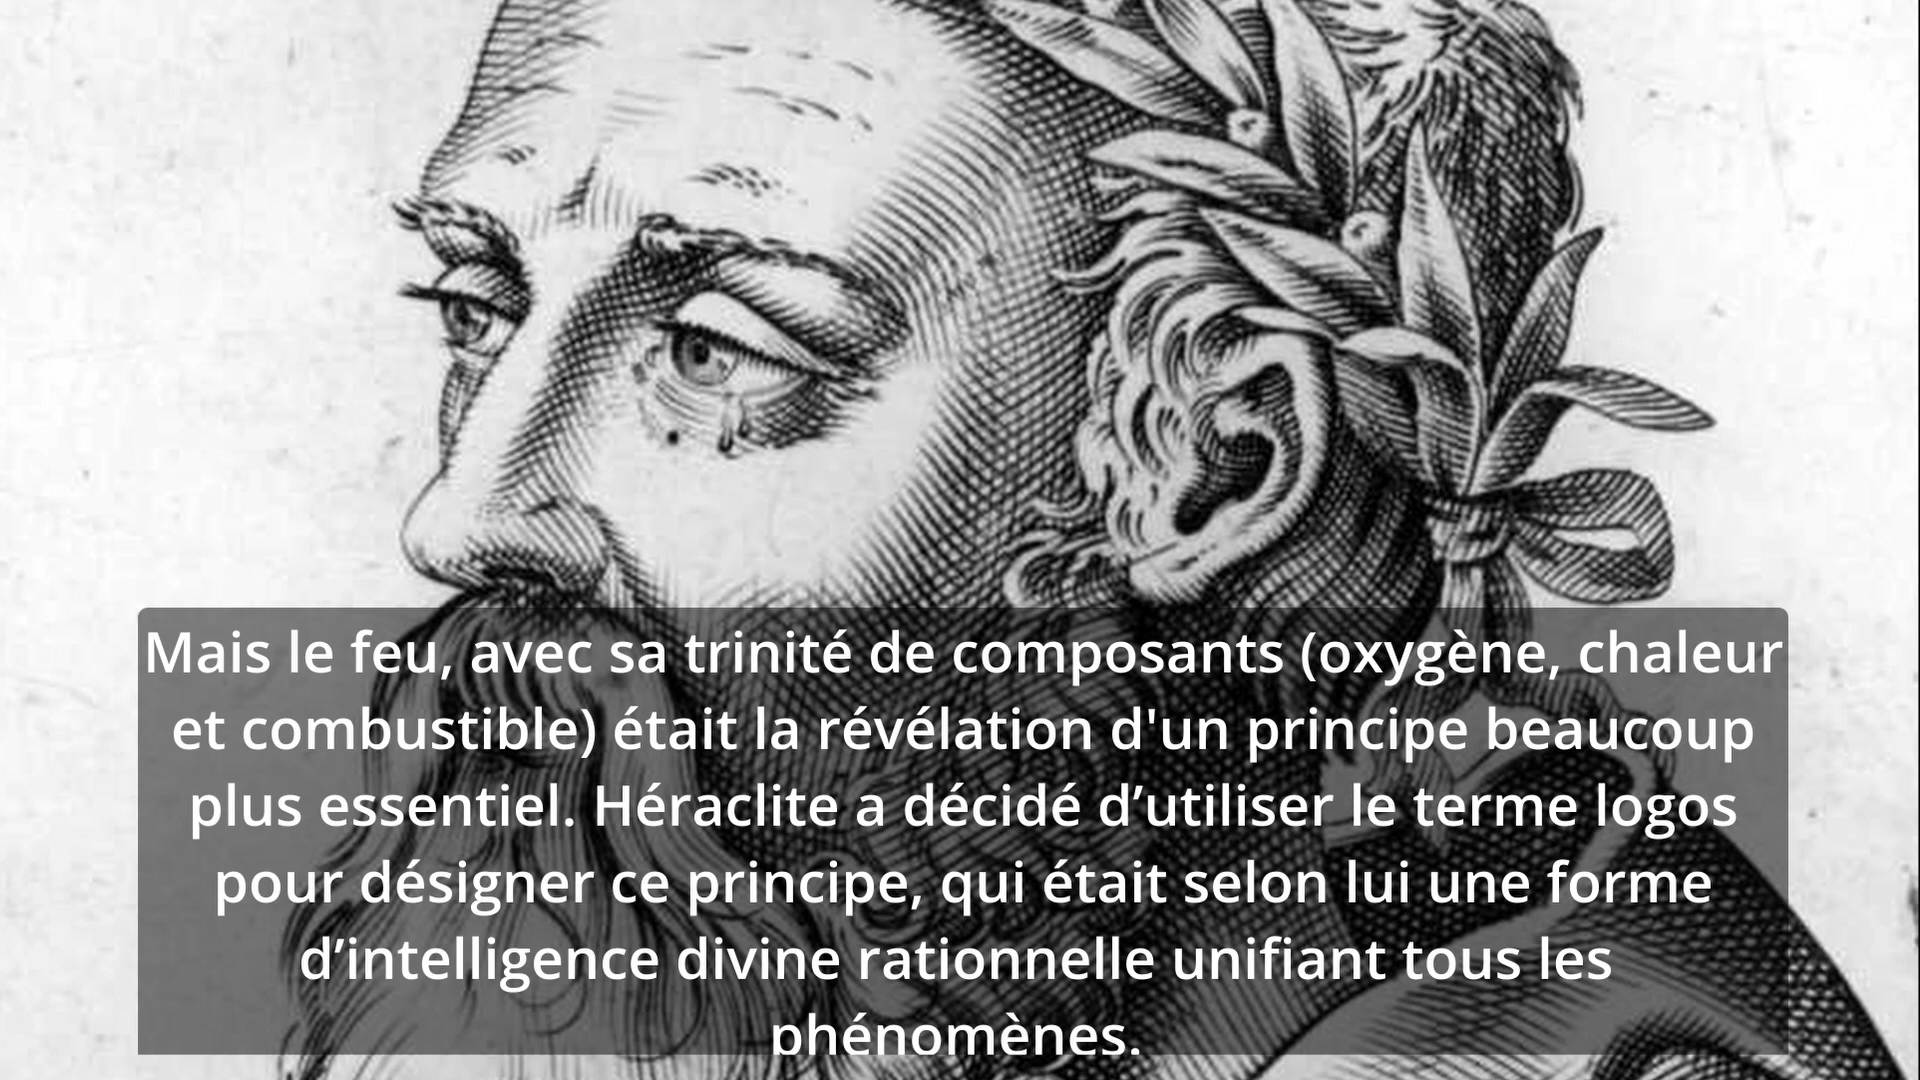 Mais le feu, avec sa trinité de composants (oxygène, chaleur
et combustible) était la révélation d'un principe beaucoup
plus essentiel. Héraclite a décidé d’utiliser le terme logos
pour désigner ce principe, qui était selon lui une forme
d’intelligence divine rationnelle unifiant tous les
phénomènes.